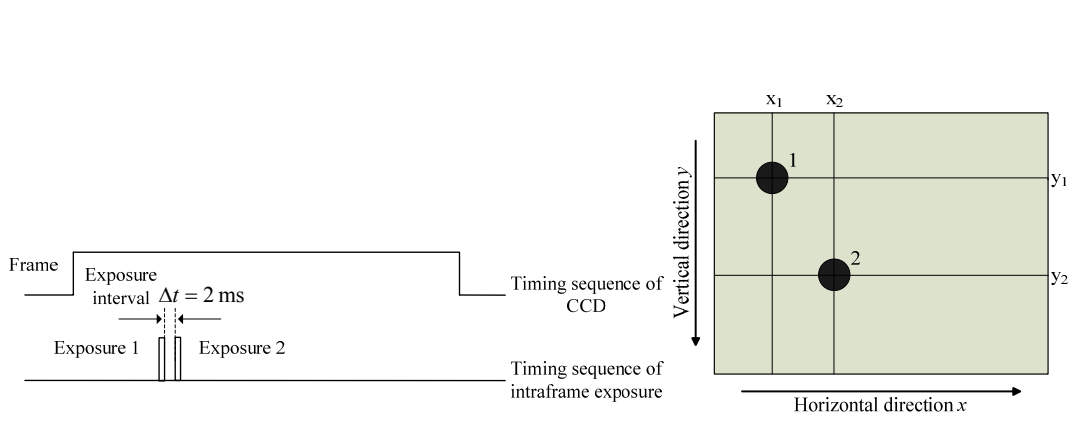 Frame
Exposure
interval Δt = 2 ms
Timing sequence of
CCD
Exposure 1
Exposure 2
Timing sequence of
intraframe exposure
x₁
x₂
1
y₁
2
y₂
Vertical direction y
Horizontal direction x